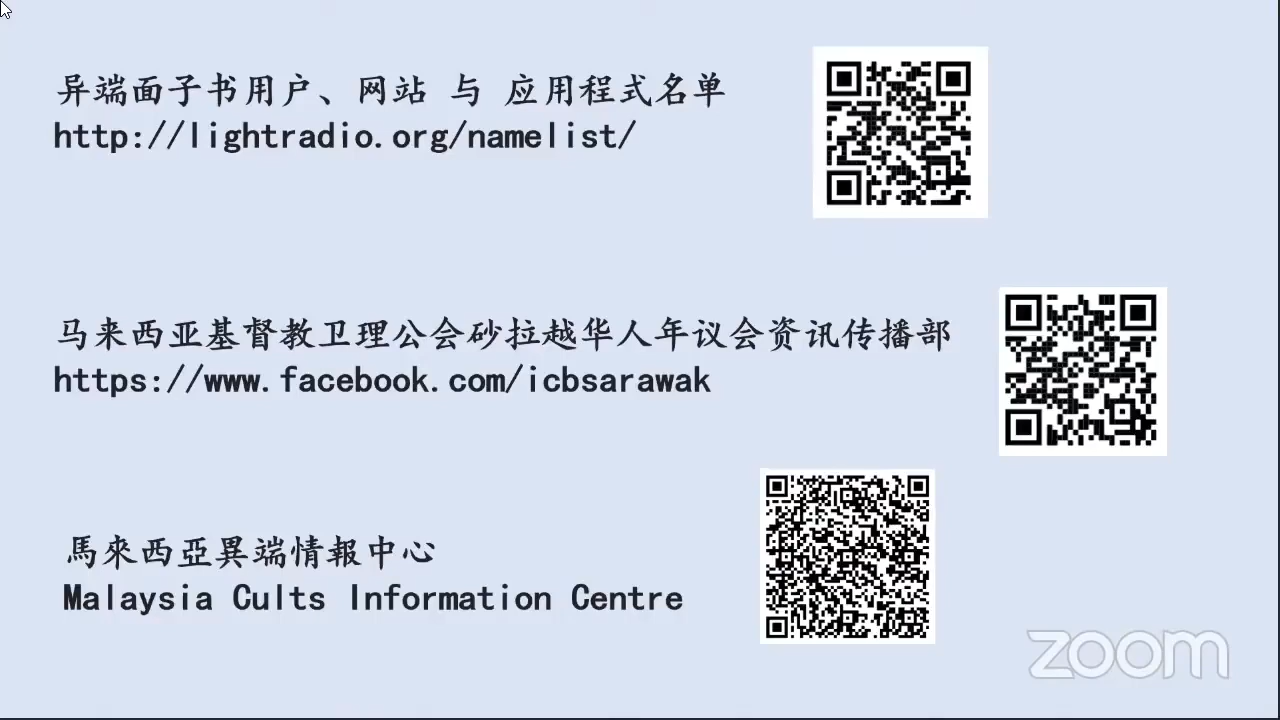 异端面子书用户、网站 与 应用程式名单
http://lightradio.org/namelist/
马来西亚基督教卫理公会砂拉越华人年议会资讯传播部
https://www.facebook.com/icbsarawak
馬來西亞異端情報中心
Malaysia Cults Information Centre
zoom